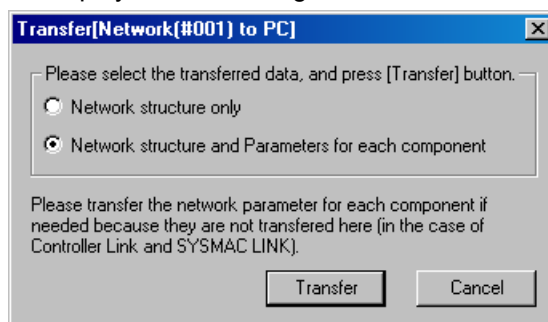 Transfer[Network(#001) to PC]
Please select the transferred data, and press [Transfer] button.
Network structure only
Network structure and Parameters for each component
Please transfer the network parameter for each component if
needed because they are not transfered here (in the case of
Controller Link and SYSMAC LINK).
Transfer
Cancel